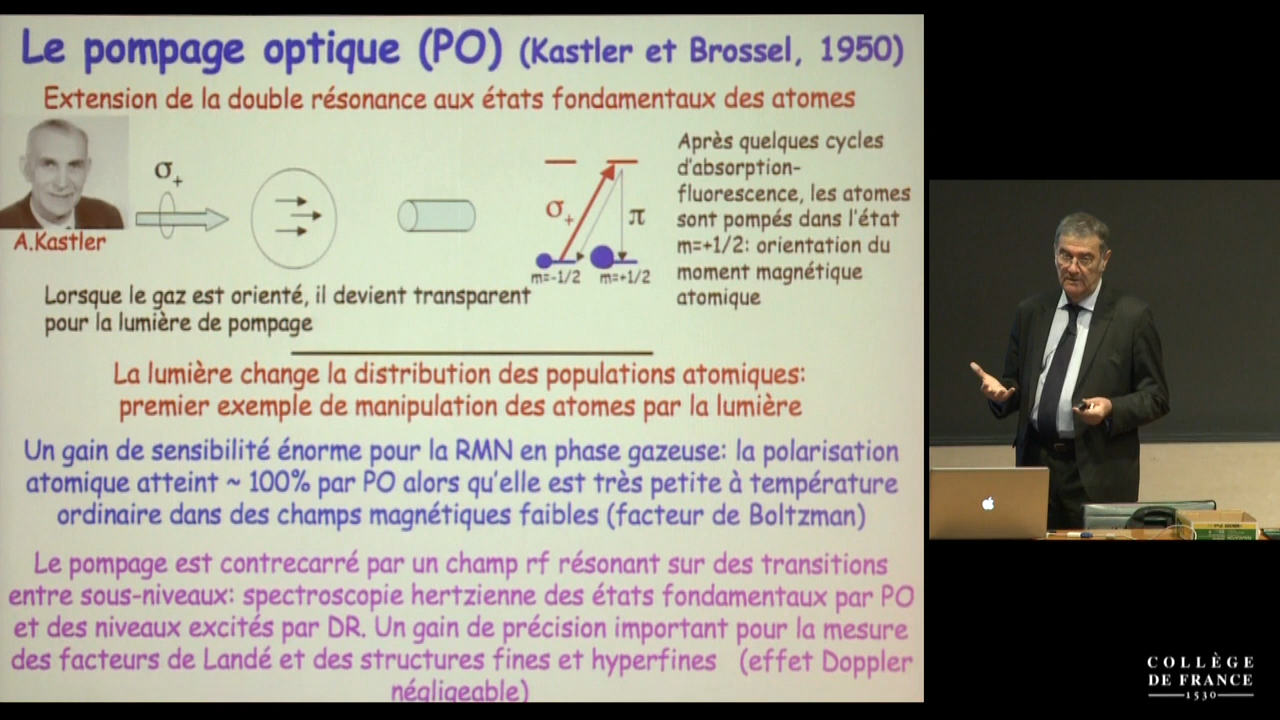 Le pompage optique (PO) (Kastler et Brossel, 1950)
Extension de la double résonance aux états fondamentaux des atomes
σ+
A.Kastler
σ+
π
m=-1/2
m=+1/2
Après quelques cycles
d'absorption-
fluorescence, les atomes
sont pompés dans l'état
m=+1/2: orientation du
moment magnétique
atomique
Lorsque le gaz est orienté, il devient transparent
pour la lumière de pompage
La lumière change la distribution des populations atomiques:
premier exemple de manipulation des atomes par la lumière
Un gain de sensibilité énorme pour la RMN en phase gazeuse: la polarisation
atomique atteint ~ 100% par PO alors qu'elle est très petite à température
ordinaire dans des champs magnétiques faibles (facteur de Boltzman)
Le pompage est contrecarré par un champ rf résonant sur des transitions
entre sous-niveaux: spectroscopie hertzienne des états fondamentaux par PO
et des niveaux excités par DR. Un gain de précision important pour la mesure
des facteurs de Landé et des structures fines et hyperfines (effet Doppler
négligeable)
COLLÈGE
DE FRANCE
1530